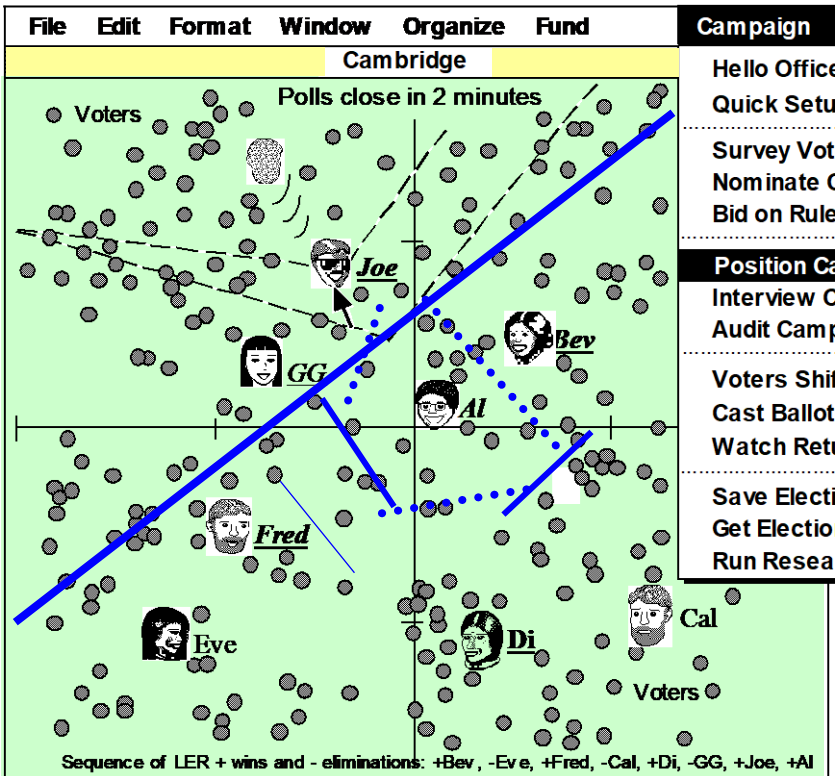 File Edit Format Window Organize Fund Campaign
Cambridge
Hello Office
Polls close in 2 minutes
Quick Setu
Voters
Survey Vot
Nominate C
Bid on Rule
Joe
Position Ca
Interview C
Audit Camp
Bev
GG
Voters Shif
Al
Cast Ballot
Watch Retu
Save Electi
Fred
Get Election
Run Resea
Eve
Di
Cal
Voters
Sequence of LER + wins and - eliminations: +Bev, -Eve, +Fred, -Cal, +Di, -GG, +Joe, +Al